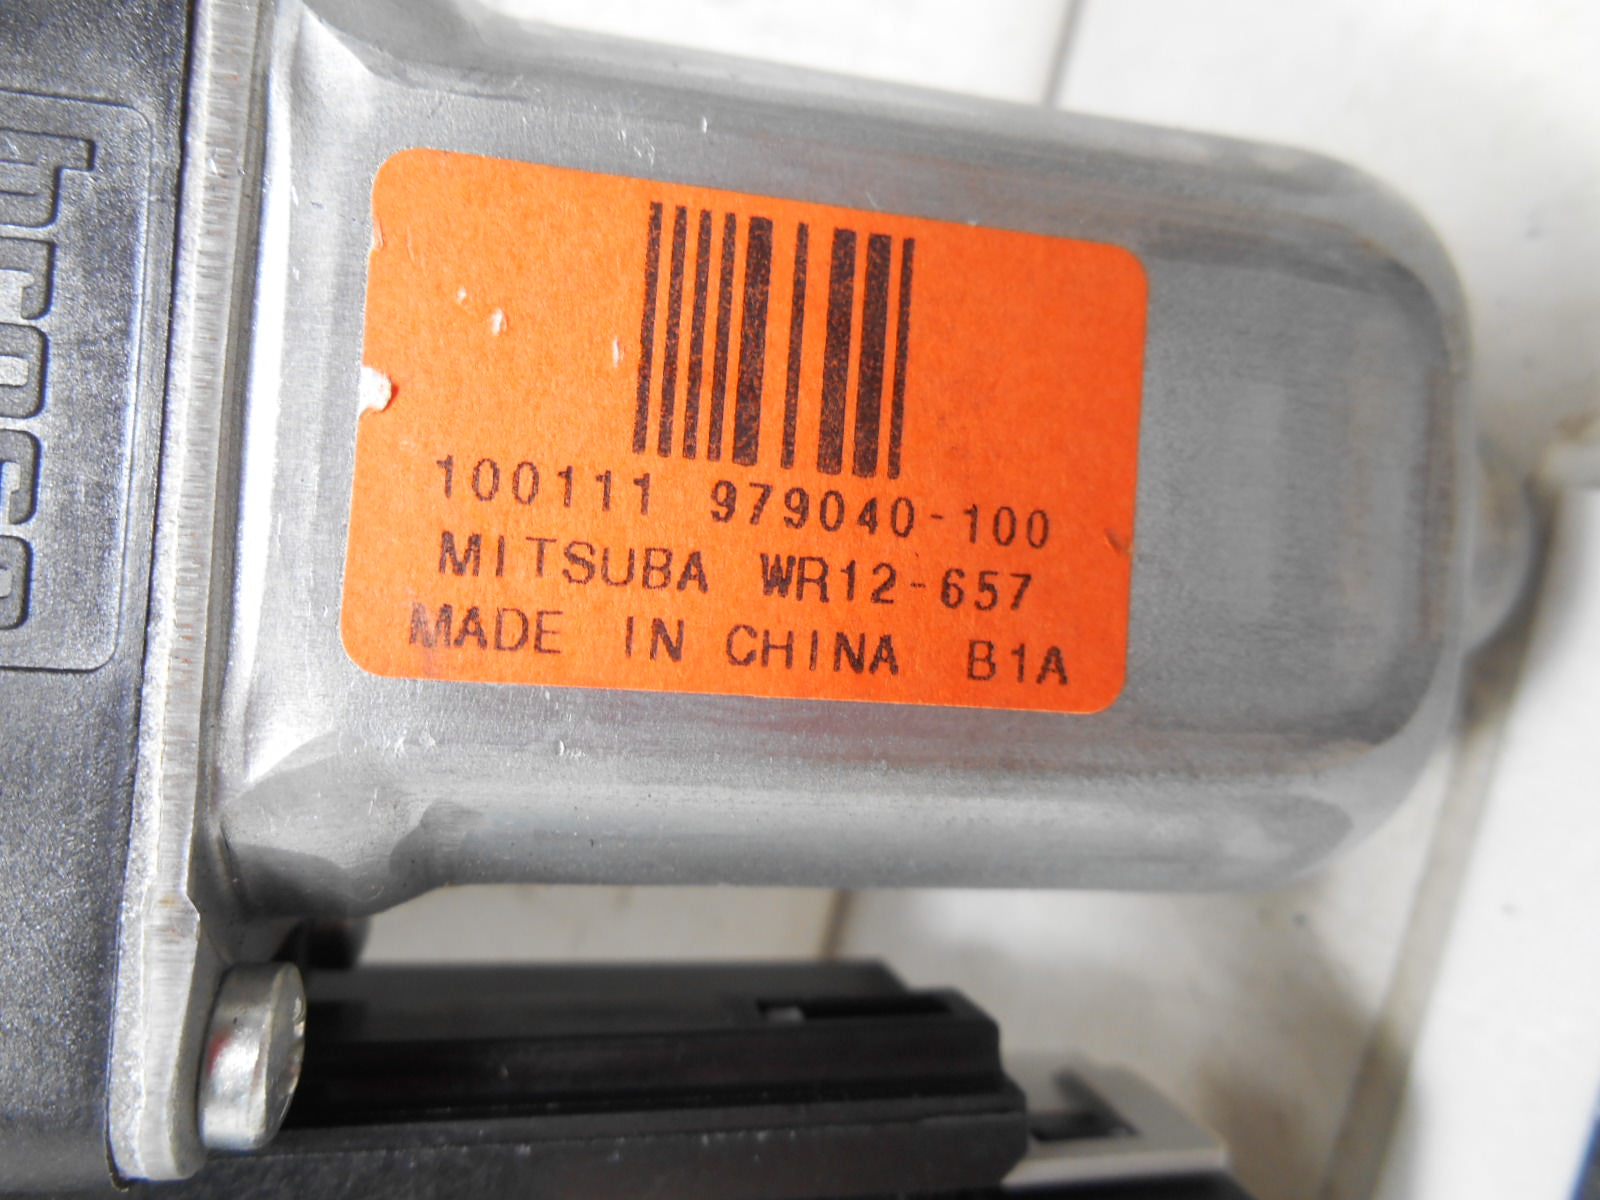 100111 979040-100
MITSUBA WR12-657
MADE IN CHINA B1A